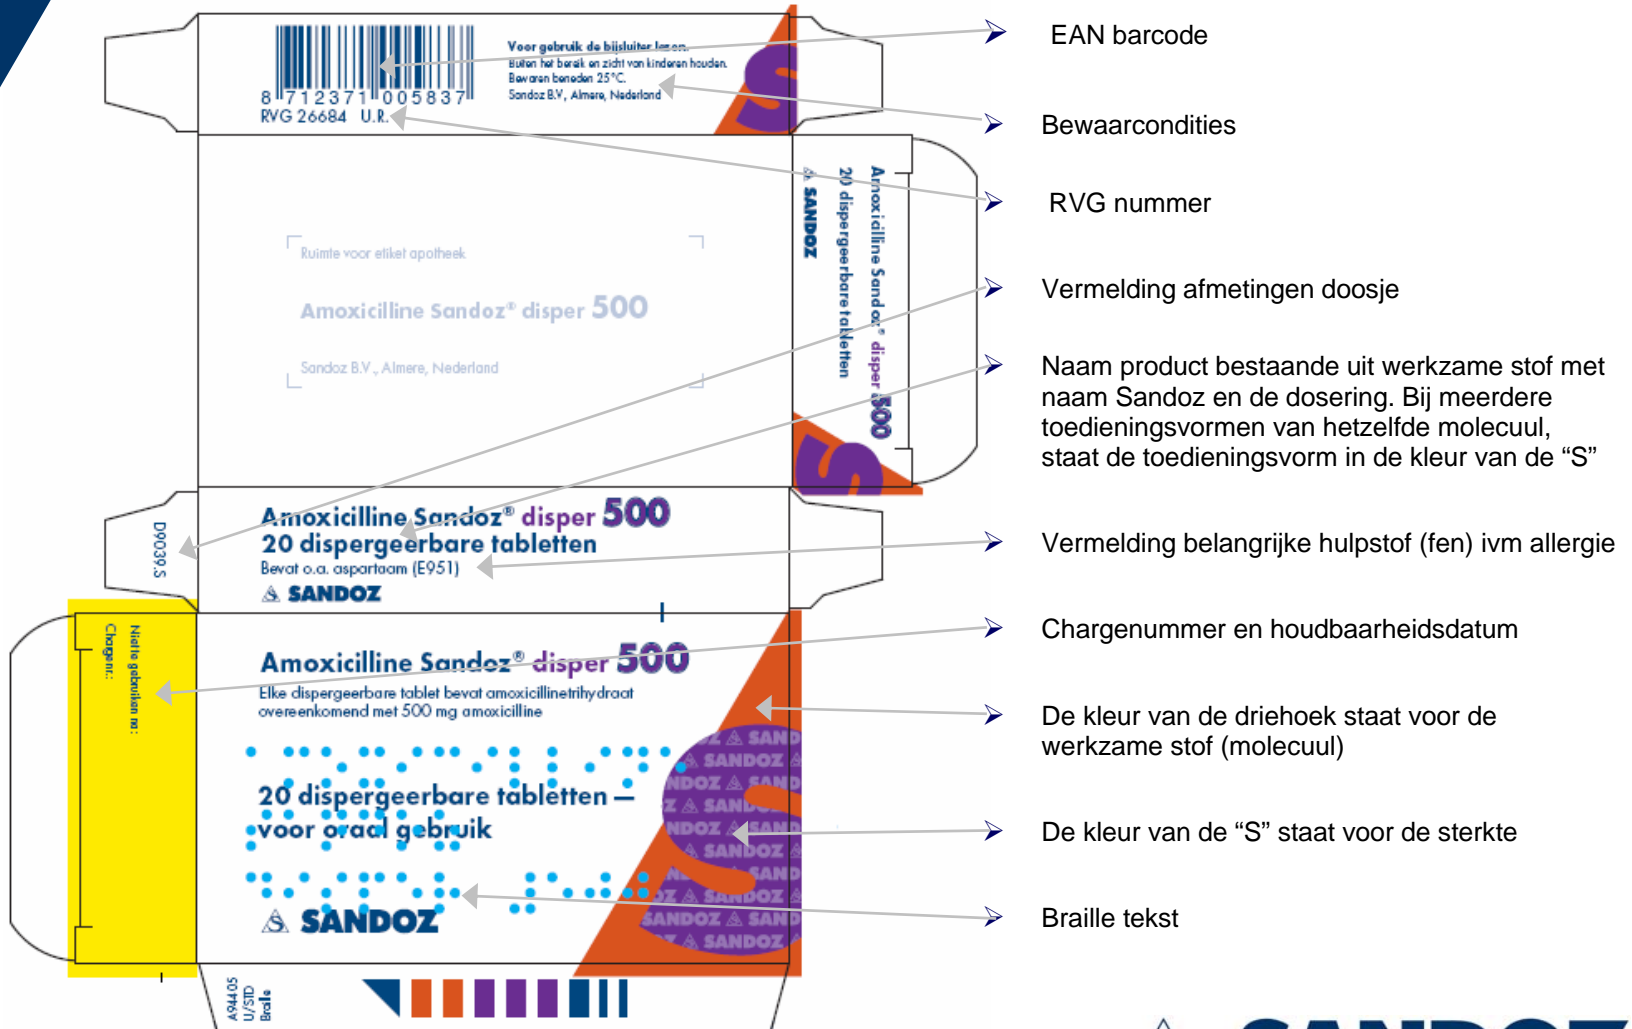 Voor gebruik de bijsluiter lezen.
Buiten het bereik en zicht van kinderen houden.
Bewaren beneden 25°C.
Sandoz B.V., Almere, Nederland
8 712371 005837
RVG 26684 U.R.
Ruimte voor etiket apotheek
Amoxicilline Sandoz® disper 500
Sandoz B.V., Almere, Nederland
Amoxicilline Sandoz® disper 500
20 dispergeerbare tabletten
SANDOZ
D9039.S
Amoxicilline Sandoz® disper 500
20 dispergeerbare tabletten
Bevat o.a. aspartaam (E951)
SANDOZ
Niet te gebruiken na:
Chargenr.:
Amoxicilline Sandoz® disper 500
Elke dispergeerbare tablet bevat amoxicillinetrihydraat
overeenkomend met 500 mg amoxicilline
20 dispergeerbare tabletten —
voor oraal gebruik
SANDOZ
A94405
U/STD
Braille
EAN barcode
Bewaarcondities
RVG nummer
Vermelding afmetingen doosje
Naam product bestaande uit werkzame stof met
naam Sandoz en de dosering. Bij meerdere
toedieningsvormen van hetzelfde molecuul,
staat de toedieningsvorm in de kleur van de “S”
Vermelding belangrijke hulpstof (fen) ivm allergie
Chargenummer en houdbaarheidsdatum
De kleur van de driehoek staat voor de
werkzame stof (molecuul)
De kleur van de “S” staat voor de sterkte
Braille tekst
SANDOZ